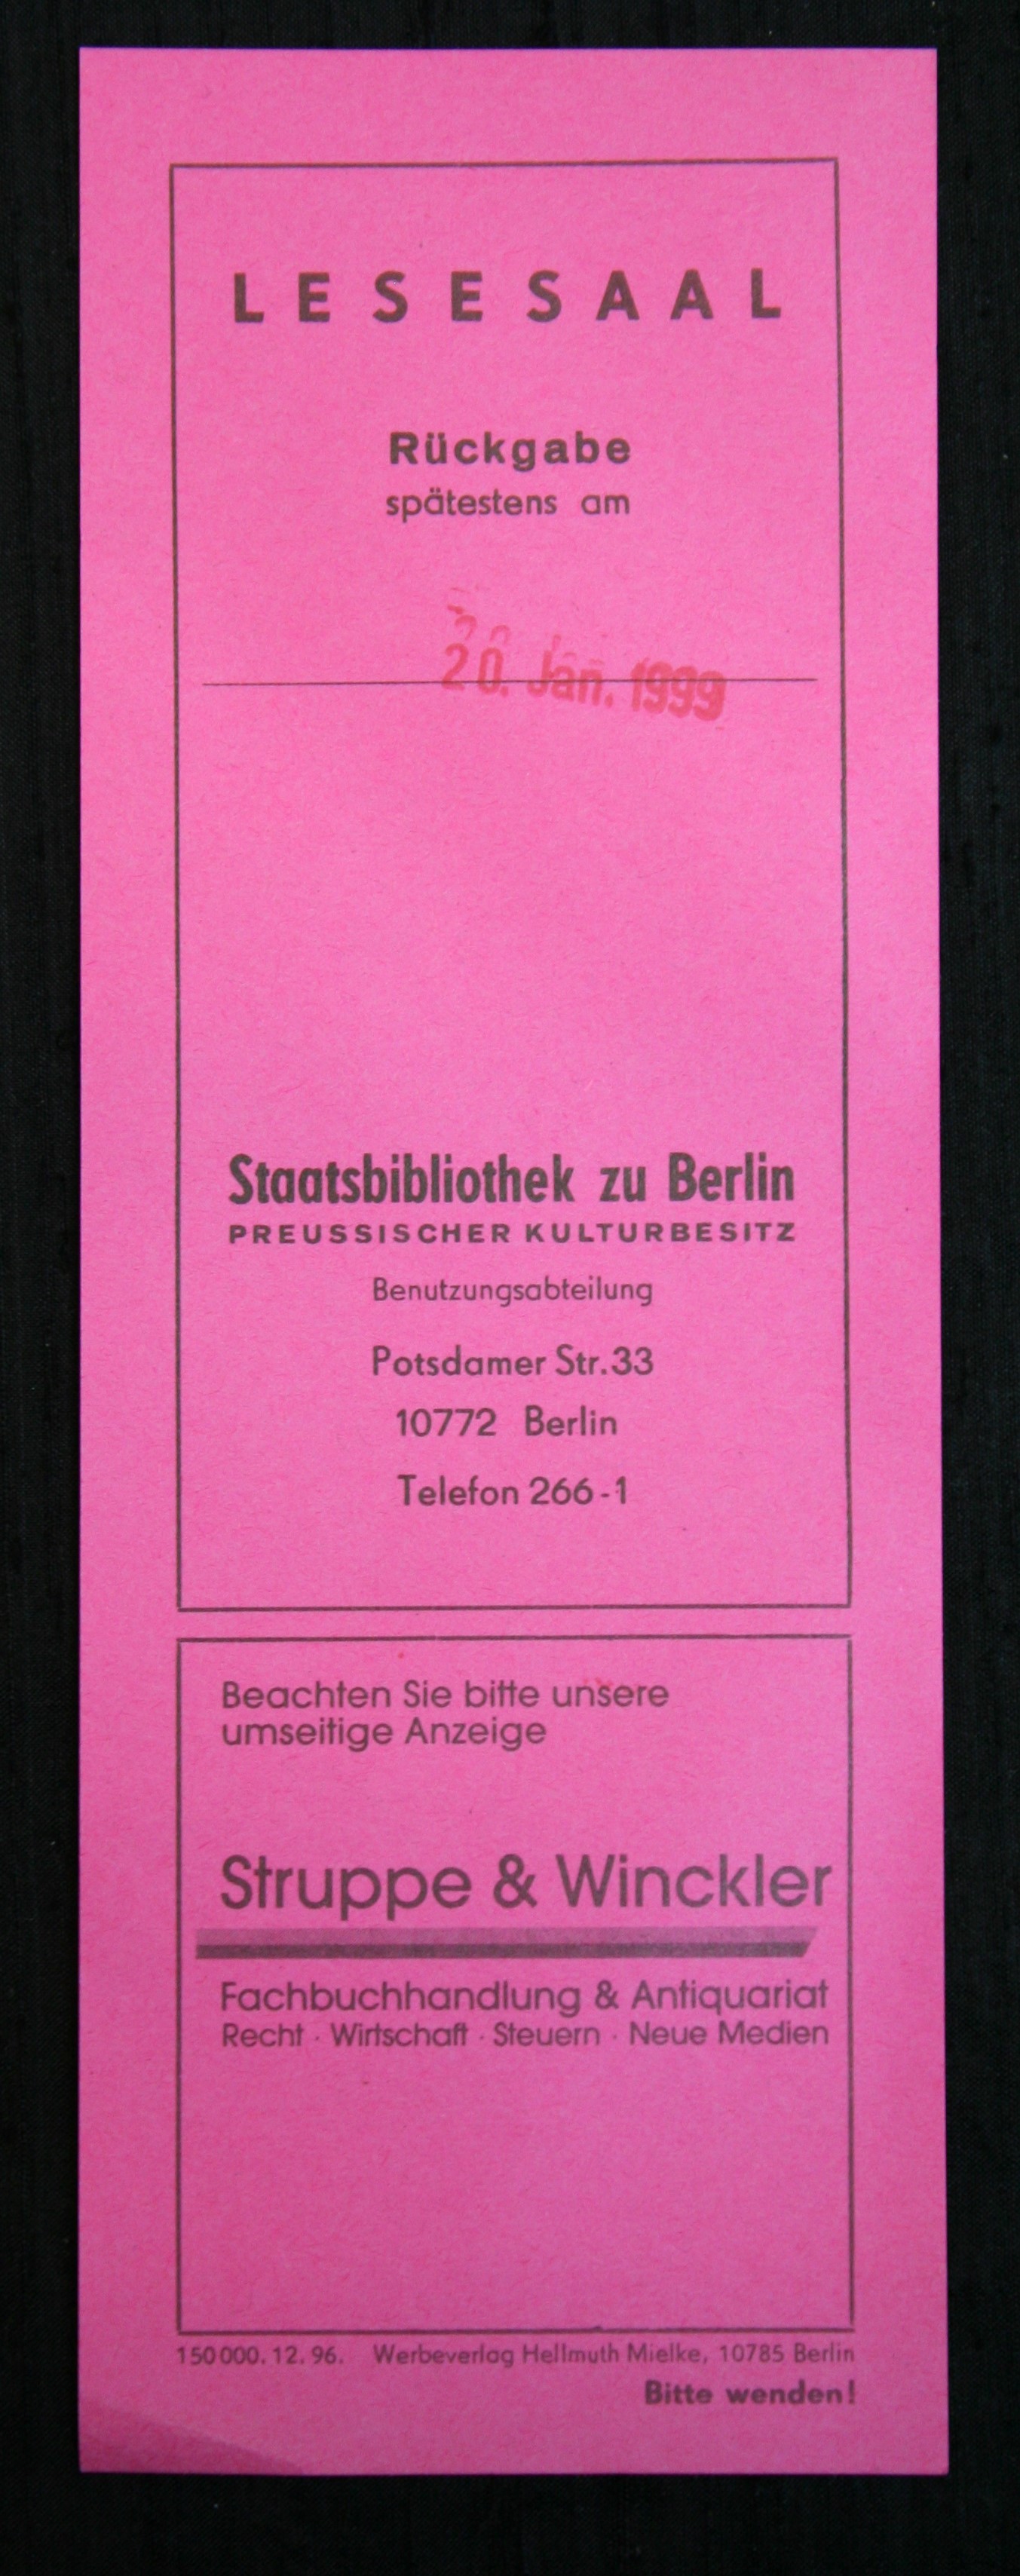 LESESAAL
Rückgabe
spätestens am
20. Jan. 1999
Staatsbibliothek zu Berlin
PREUSSISCHER KULTURBESITZ
Benutzungsabteilung
Potsdamer Str.33
10772 Berlin
Telefon 266-1
Beachten Sie bitte unsere
umseitige Anzeige
Struppe & Winckler
Fachbuchhandlung & Antiquariat
Recht · Wirtschaft · Steuern · Neue Medien
150000. 12. 96. Werbeverlag Hellmuth Mielke, 10785 Berlin
Bitte wenden!